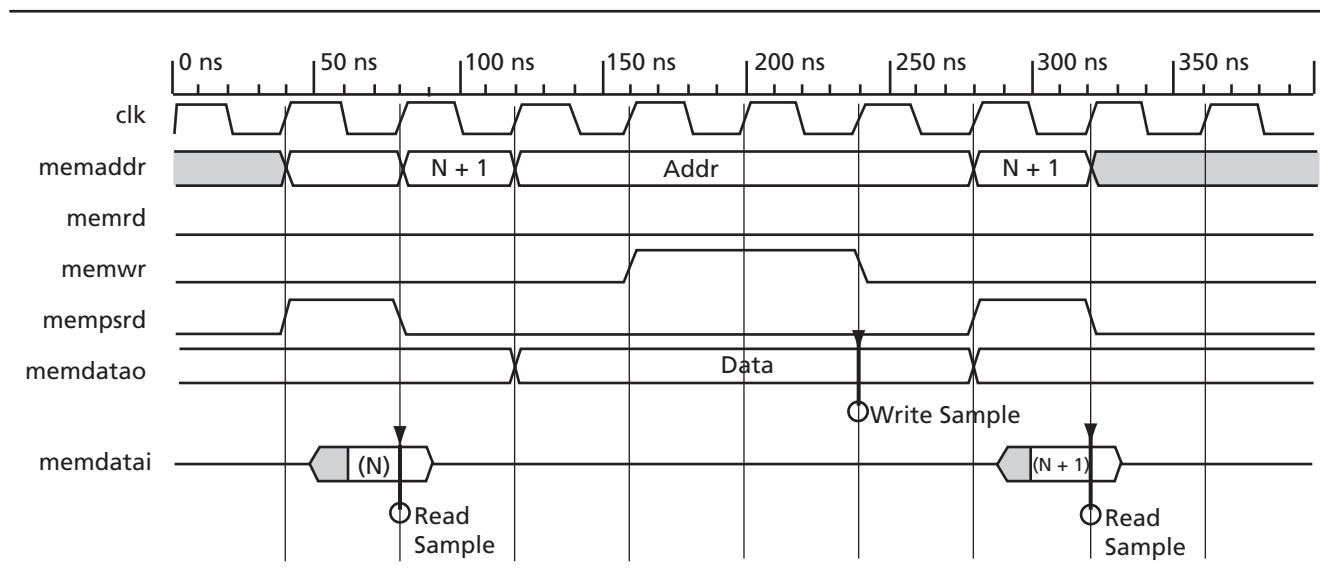 0 ns 50 ns 100 ns 150 ns 200 ns 250 ns 300 ns 350 ns
clk
memaddr N + 1 Addr N + 1
memrd
memwr
mempsrd
memdatao Data
Write Sample
memdatai (N) (N + 1)
Read Read
Sample Sample